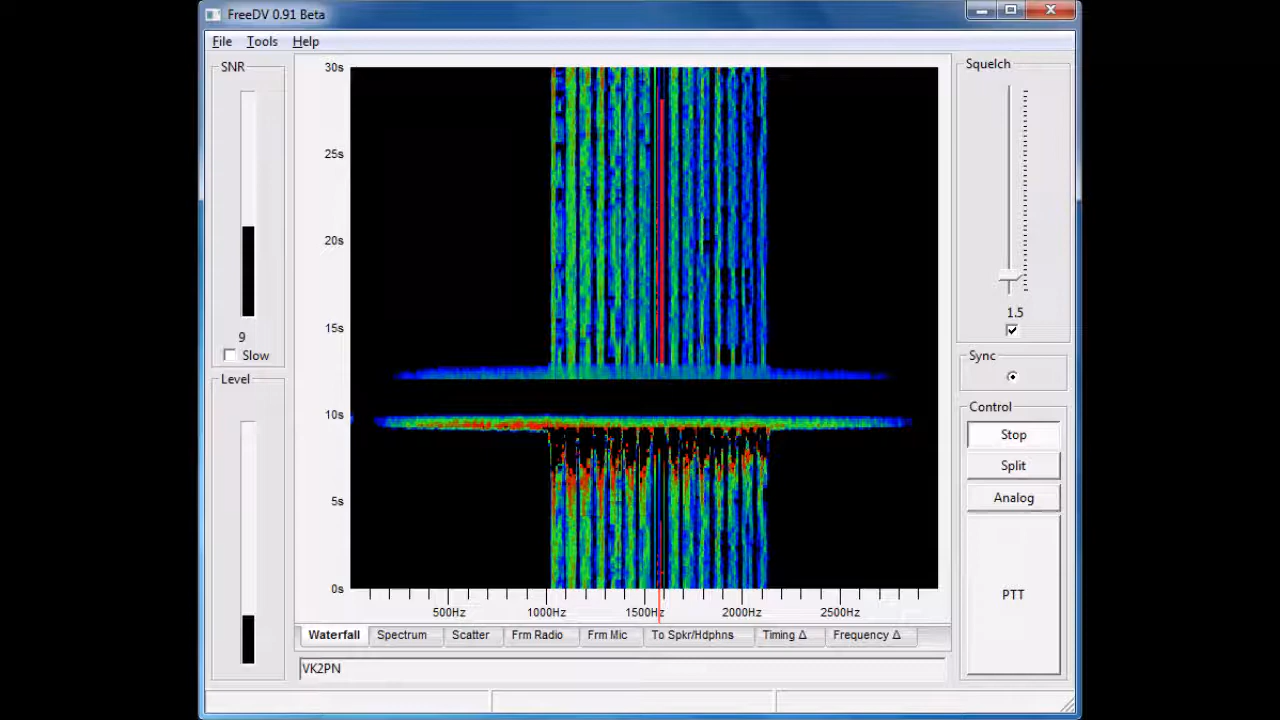 FreeDV 0.91 Beta
File Tools Help
SNR
9
Slow
Level
30s
25s
20s
15s
10s
5s
0s
500Hz 1000Hz 1500Hz 2000Hz 2500Hz
Waterfall Spectrum Scatter Frm Radio Frm Mic To Spkr/Hdphns Timing Δ Frequency Δ
VK2PN
Squelch
1.5
Sync
Control
Stop
Split
Analog
PTT